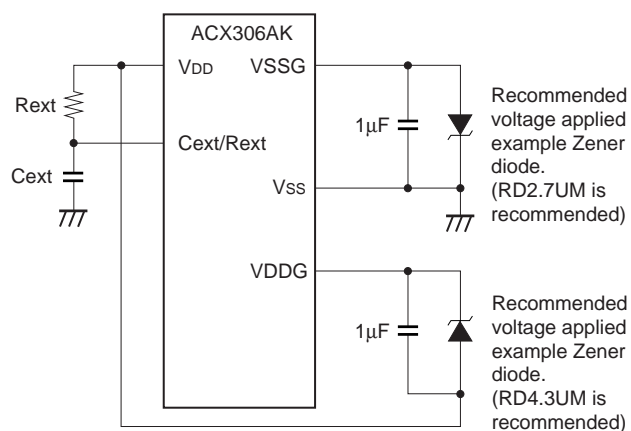 ACX306AK
VDD
VSSG
Rext
1μF
Recommended
voltage applied
example Zener
diode.
(RD2.7UM is
recommended)
Cext/Rext
Cext
VSS
VDDG
1μF
Recommended
voltage applied
example Zener
diode.
(RD4.3UM is
recommended)